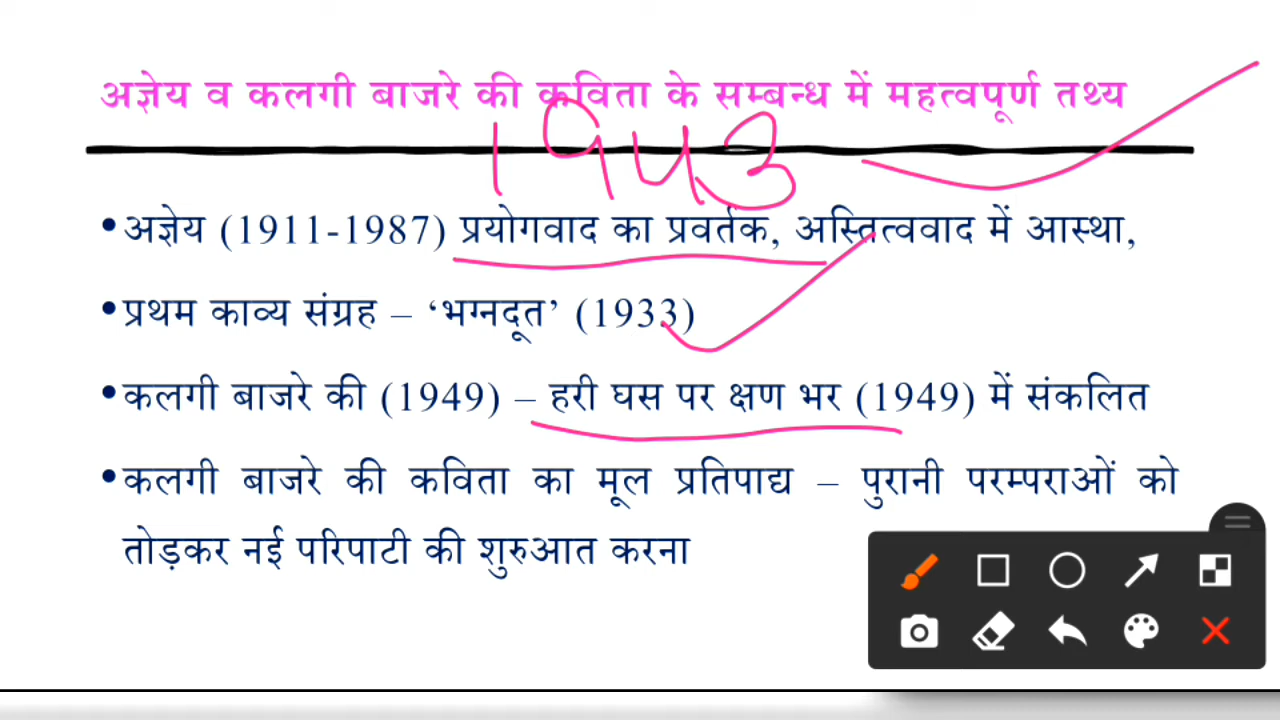 अज्ञेय व कलगी बाजरे की कविता के सम्बन्ध में महत्वपूर्ण तथ्य
1943
•अज्ञेय (1911-1987) प्रयोगवाद का प्रवर्तक, अस्तित्ववाद में आस्था,
•प्रथम काव्य संग्रह – ‘भग्नदूत’ (1933)
•कलगी बाजरे की (1949) – हरी घस पर क्षण भर (1949) में संकलित
•कलगी बाजरे की कविता का मूल प्रतिपाद्य – पुरानी परम्पराओं को
तोड़कर नई परिपाटी की शुरुआत करना